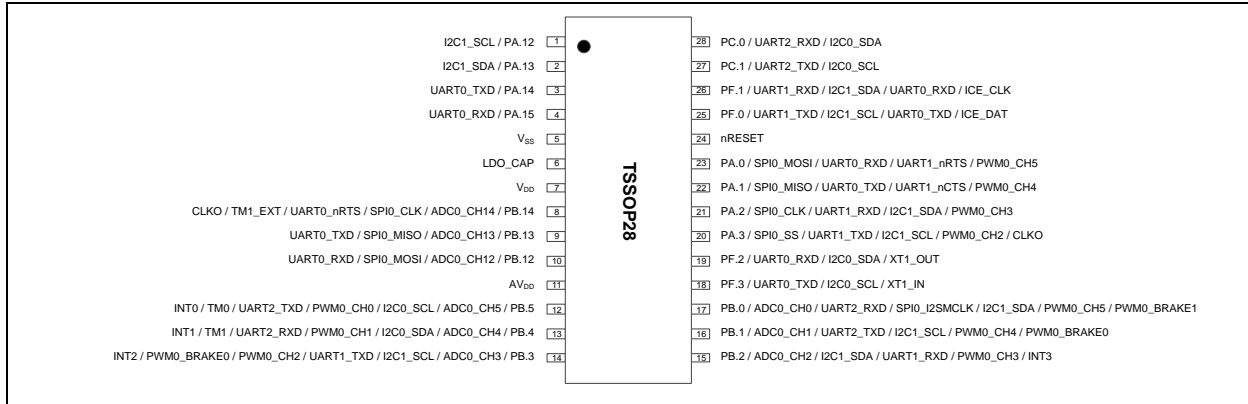 I2C1_SCL / PA.12 1
I2C1_SDA / PA.13 2
UART0_TXD / PA.14 3
UART0_RXD / PA.15 4
VSS 5
LDO_CAP 6
VDD 7
CLKO / TM1_EXT / UART0_nRTS / SPI0_CLK / ADC0_CH14 / PB.14 8
UART0_TXD / SPI0_MISO / ADC0_CH13 / PB.13 9
UART0_RXD / SPI0_MOSI / ADC0_CH12 / PB.12 10
AVDD 11
INT0 / TM0 / UART2_TXD / PWM0_CH0 / I2C0_SCL / ADC0_CH5 / PB.5 12
INT1 / TM1 / UART2_RXD / PWM0_CH1 / I2C0_SDA / ADC0_CH4 / PB.4 13
INT2 / PWM0_BRAKE0 / PWM0_CH2 / UART1_TXD / I2C1_SCL / ADC0_CH3 / PB.3 14
TSSOP28
28 PC.0 / UART2_RXD / I2C0_SDA
27 PC.1 / UART2_TXD / I2C0_SCL
26 PF.1 / UART1_RXD / I2C1_SDA / UART0_RXD / ICE_CLK
25 PF.0 / UART1_TXD / I2C1_SCL / UART0_TXD / ICE_DAT
24 nRESET
23 PA.0 / SPI0_MOSI / UART0_RXD / UART1_nRTS / PWM0_CH5
22 PA.1 / SPI0_MISO / UART0_TXD / UART1_nCTS / PWM0_CH4
21 PA.2 / SPI0_CLK / UART1_RXD / I2C1_SDA / PWM0_CH3
20 PA.3 / SPI0_SS / UART1_TXD / I2C1_SCL / PWM0_CH2 / CLKO
19 PF.2 / UART0_RXD / I2C0_SDA / XT1_OUT
18 PF.3 / UART0_TXD / I2C0_SCL / XT1_IN
17 PB.0 / ADC0_CH0 / UART2_RXD / SPI0_I2SMCLK / I2C1_SDA / PWM0_CH5 / PWM0_BRAKE1
16 PB.1 / ADC0_CH1 / UART2_TXD / I2C1_SCL / PWM0_CH4 / PWM0_BRAKE0
15 PB.2 / ADC0_CH2 / I2C1_SDA / UART1_RXD / PWM0_CH3 / INT3